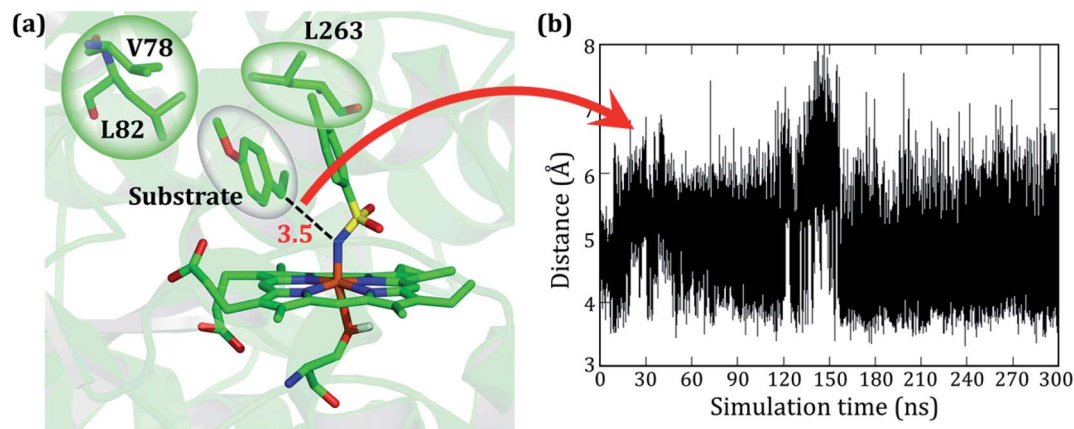 (a)
V78
L82
L263
Substrate
3.5
(b)
8
7
6
5
4
3
Distance (Å)
0 30 60 90 120 150 180 210 240 270 300
Simulation time (ns)